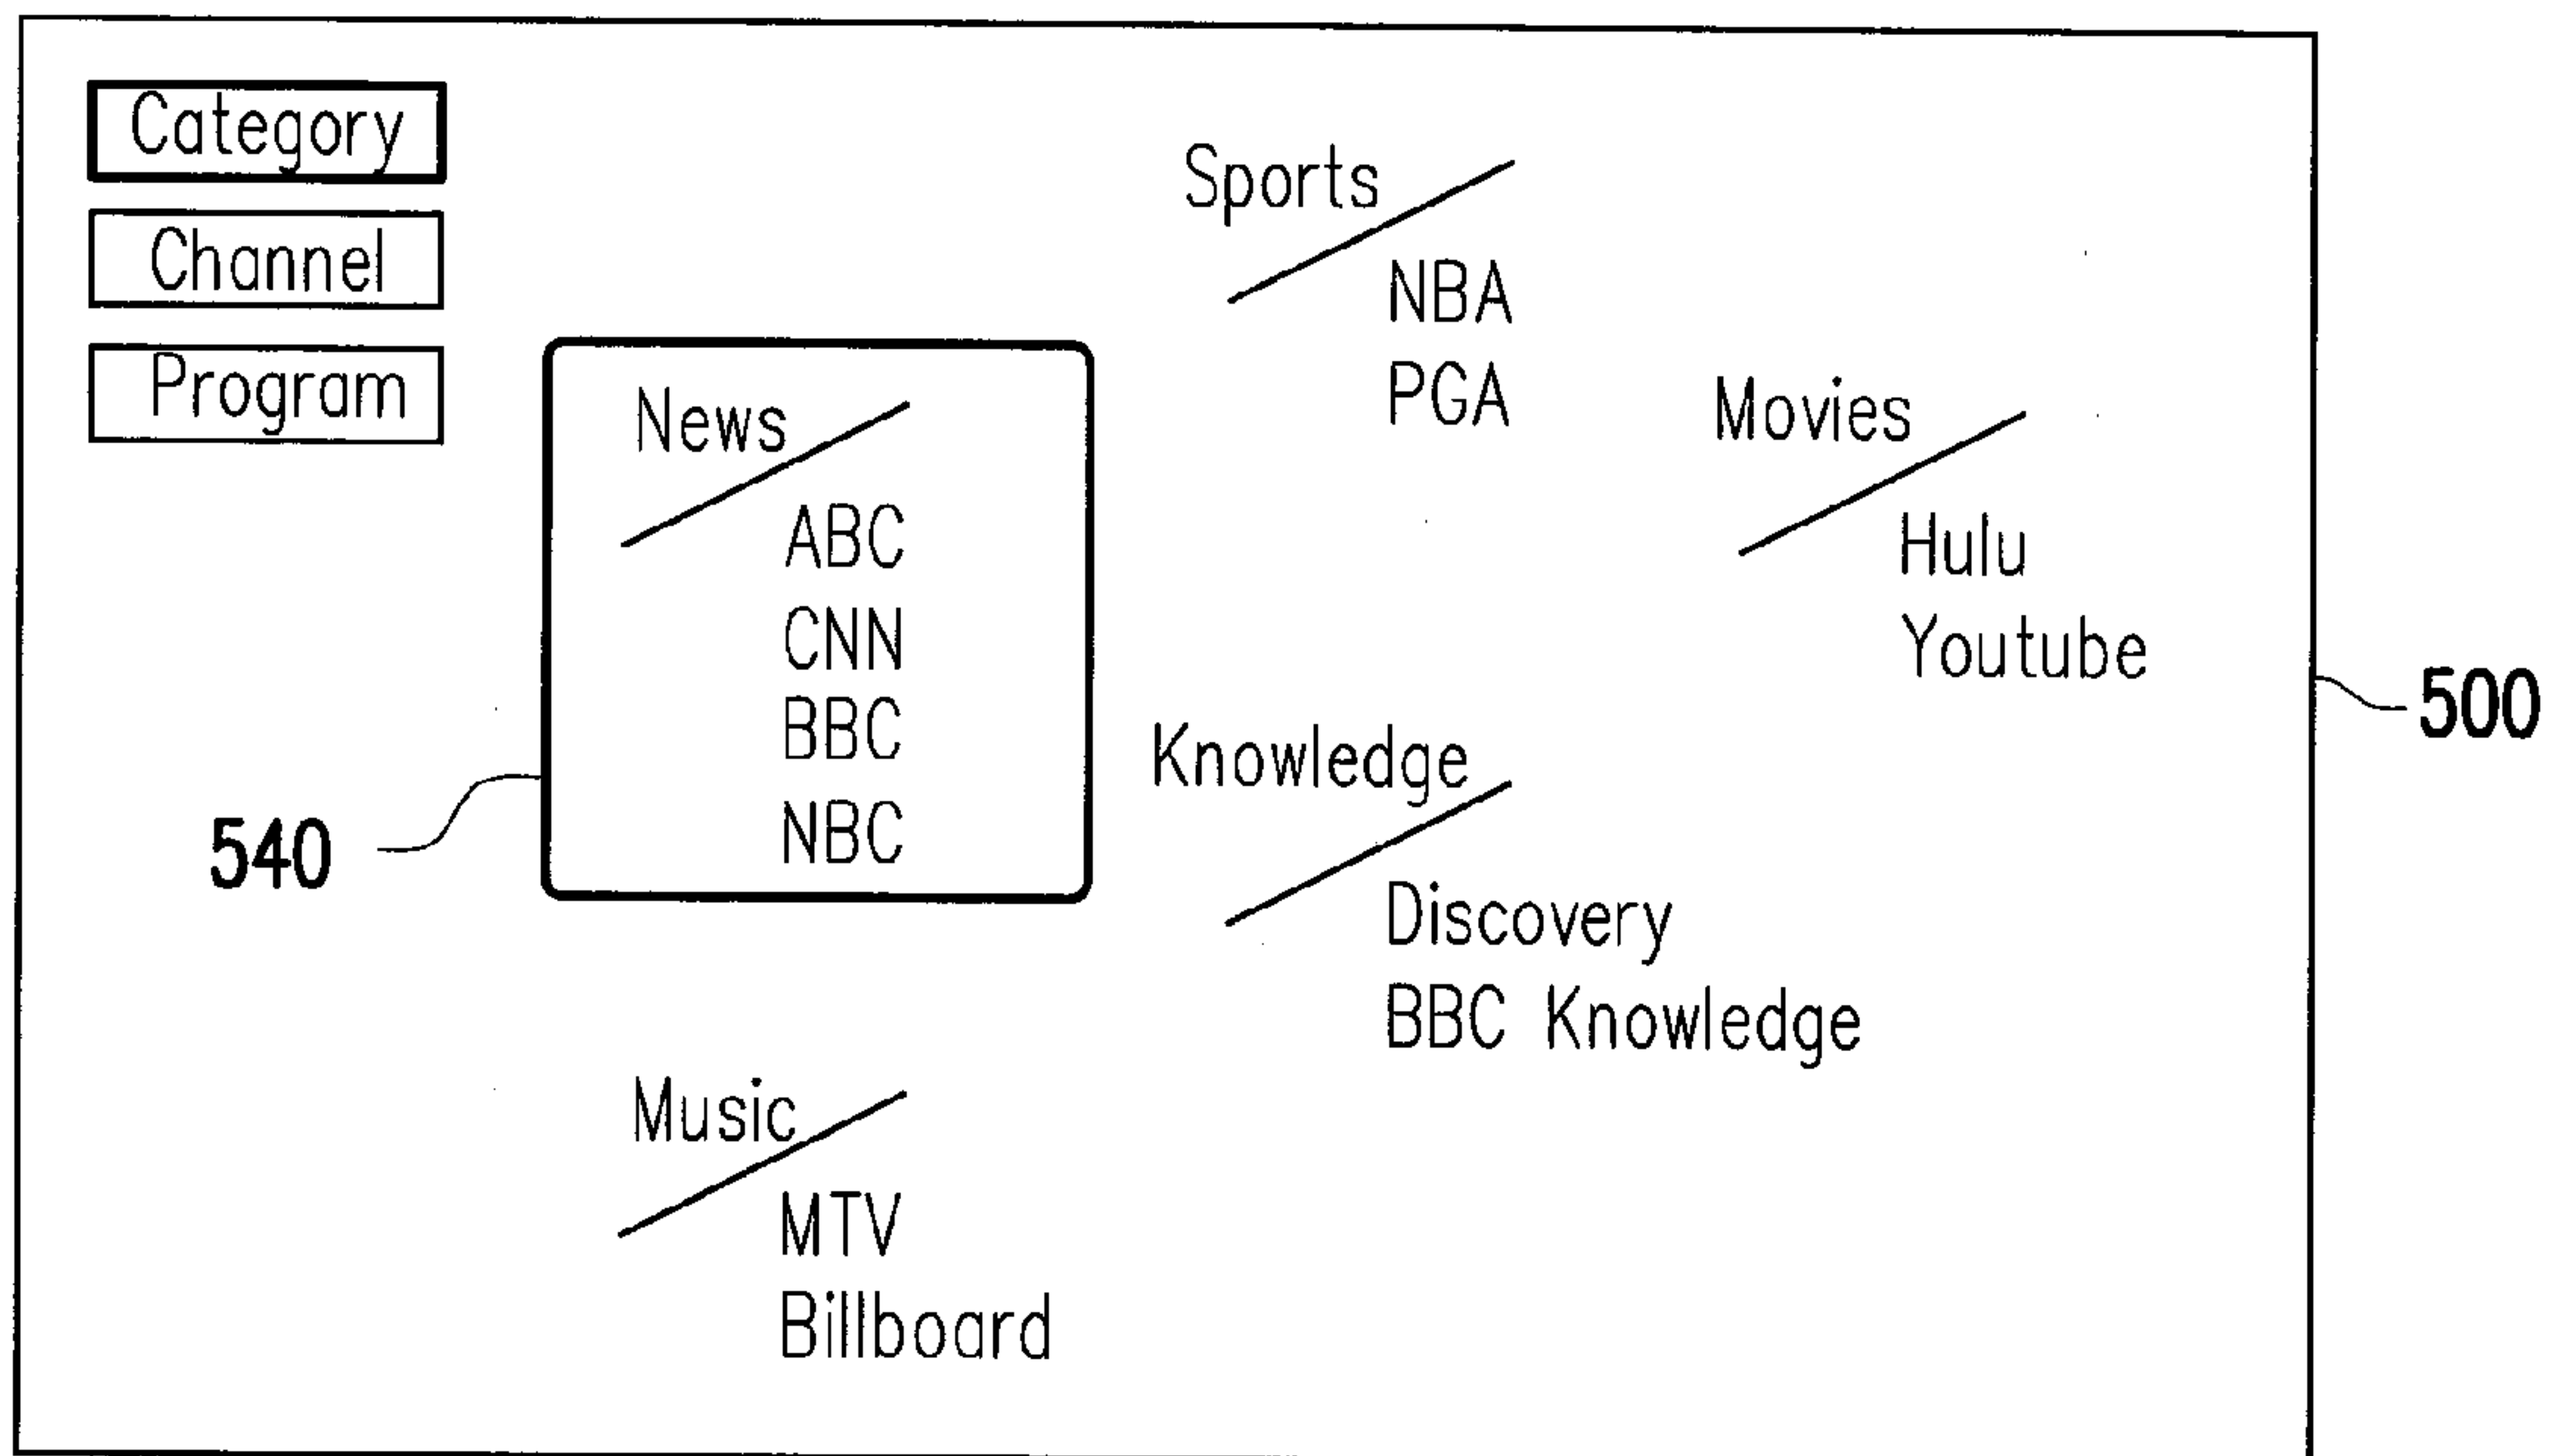 Category
Channel
Program
Sports
NBA
PGA
News
ABC
CNN
BBC
NBC
Movies
Hulu
Youtube
500
540
Knowledge
Discovery
BBC Knowledge
Music
MTV
Billboard